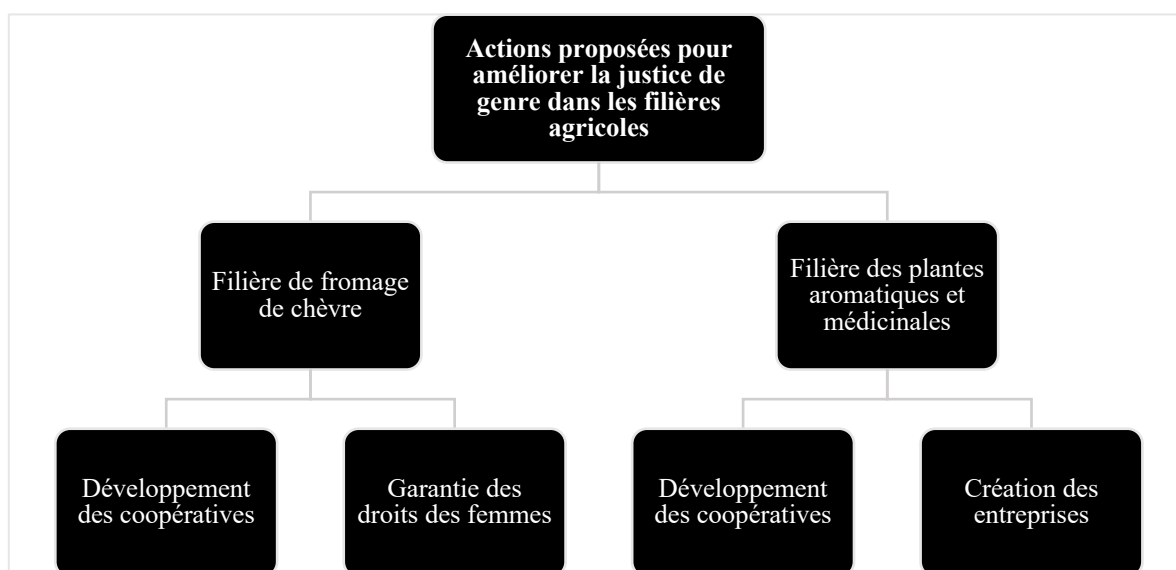 Actions proposées pour
améliorer la justice de
genre dans les filières
agricoles
Filière de fromage
de chèvre
Filière des plantes
aromatiques et
médicinales
Développement
des coopératives
Garantie des
droits des femmes
Développement
des coopératives
Création des
entreprises